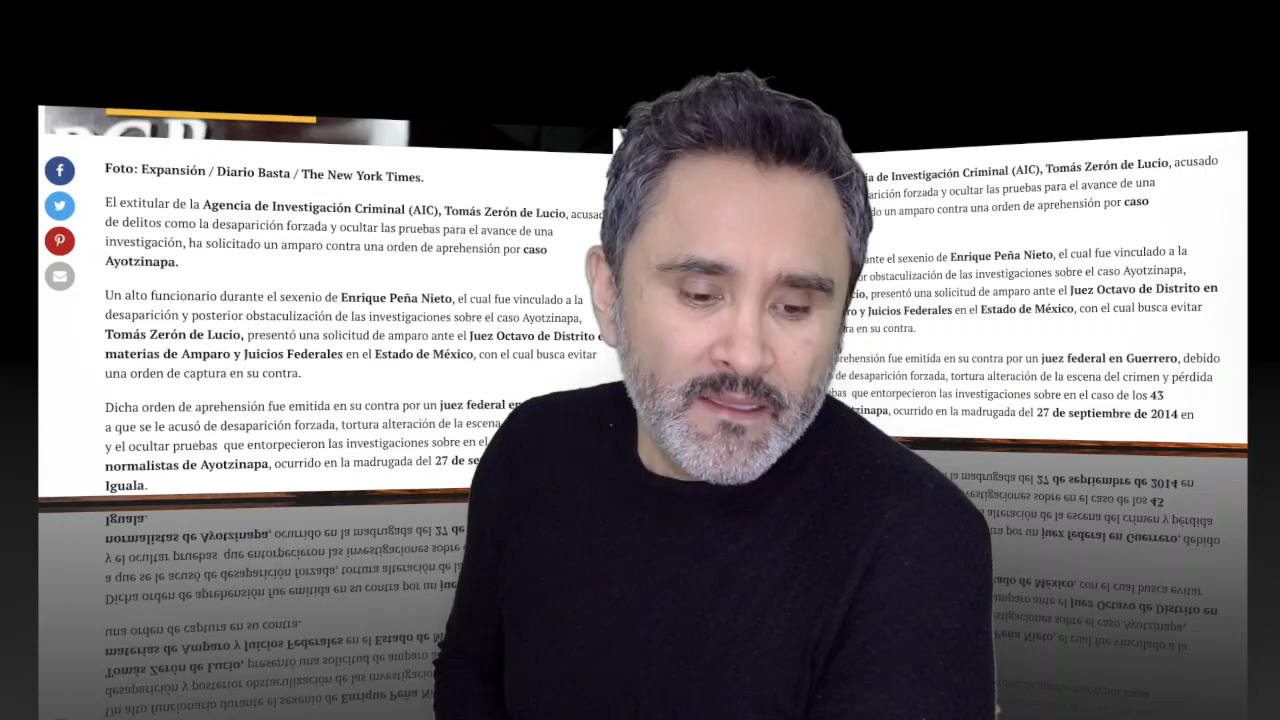 PGR
Foto: Expansión / Diario Basta / The New York Times.
El extitular de la Agencia de Investigación Criminal (AIC), Tomás Zerón de Lucio, acusado
de delitos como la desaparición forzada y ocultar las pruebas para el avance de una
investigación, ha solicitado un amparo contra una orden de aprehensión por caso
Ayotzinapa.
Un alto funcionario durante el sexenio de Enrique Peña Nieto, el cual fue vinculado a la
desaparición y posterior obstaculización de las investigaciones sobre el caso Ayotzinapa,
Tomás Zerón de Lucio, presentó una solicitud de amparo ante el Juez Octavo de Distrito
materias de Amparo y Juicios Federales en el Estado de México, con el cual busca evitar
una orden de captura en su contra.
Dicha orden de aprehensión fue emitida en su contra por un juez federal en
a que se le acusó de desaparición forzada, tortura alteración de la escena
y el ocultar pruebas que entorpecieron las investigaciones sobre en el
normalistas de Ayotzinapa, ocurrido en la madrugada del 27 de
Iguala.
de Investigación Criminal (AIC), Tomás Zerón de Lucio, acusado
forzada y ocultar las pruebas para el avance de una
un amparo contra una orden de aprehensión por caso
el sexenio de Enrique Peña Nieto, el cual fue vinculado a la
obstaculización de las investigaciones sobre el caso Ayotzinapa,
presentó una solicitud de amparo ante el Juez Octavo de Distrito en
y Juicios Federales en el Estado de México, con el cual busca evitar
en su contra.
fue emitida en su contra por un juez federal en Guerrero, debido
de desaparición forzada, tortura alteración de la escena del crimen y pérdida
que entorpecieron las investigaciones sobre en el caso de los 43
ocurrido en la madrugada del 27 de septiembre de 2014 en